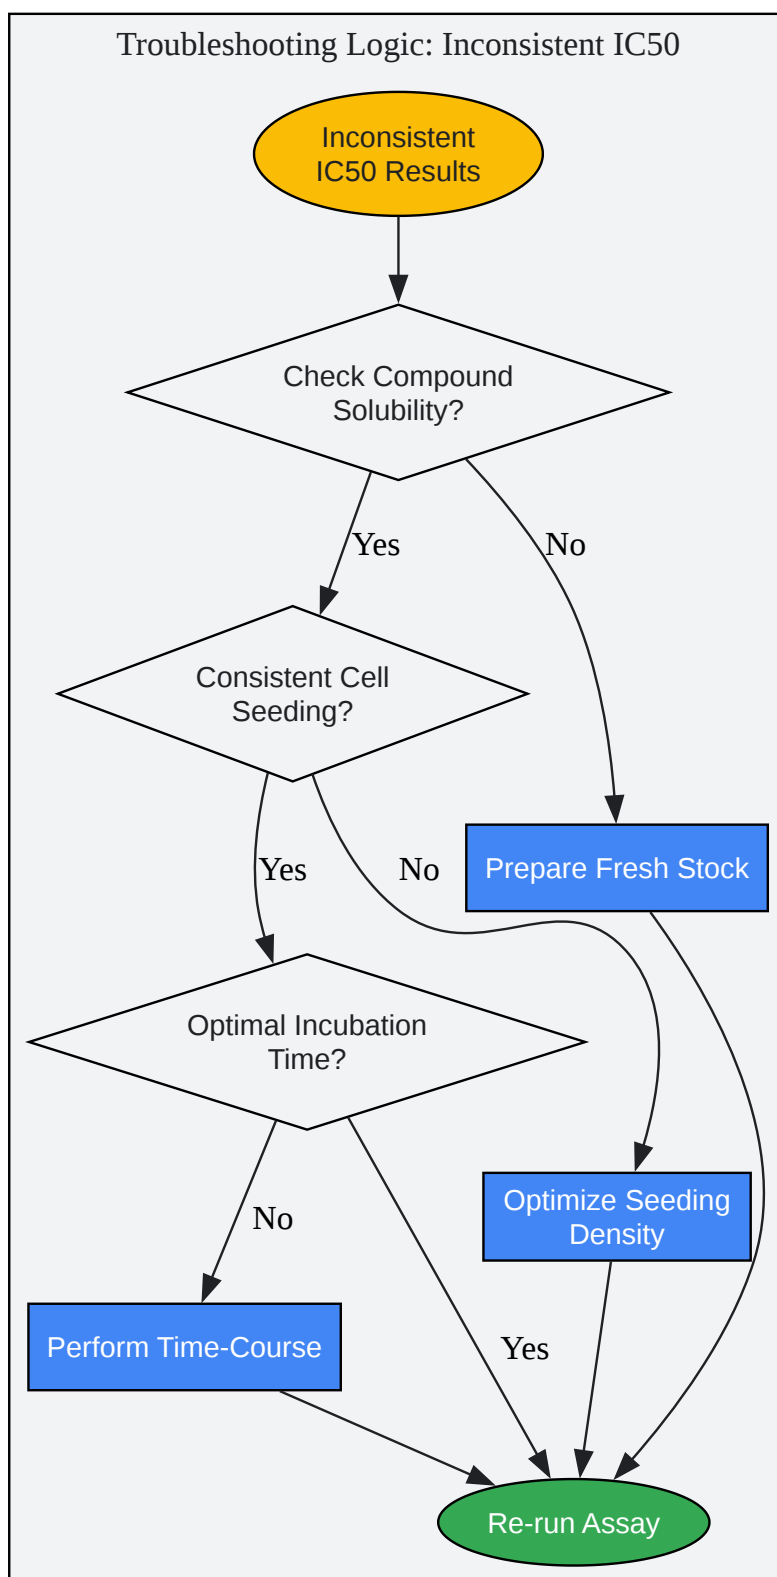 Troubleshooting Logic: Inconsistent IC50
Inconsistent
IC50 Results
Check Compound
Solubility?
Yes
No
Consistent Cell
Seeding?
Yes
No
Prepare Fresh Stock
Optimal Incubation
Time?
Optimize Seeding
Density
No
Perform Time-Course
Yes
Re-run Assay